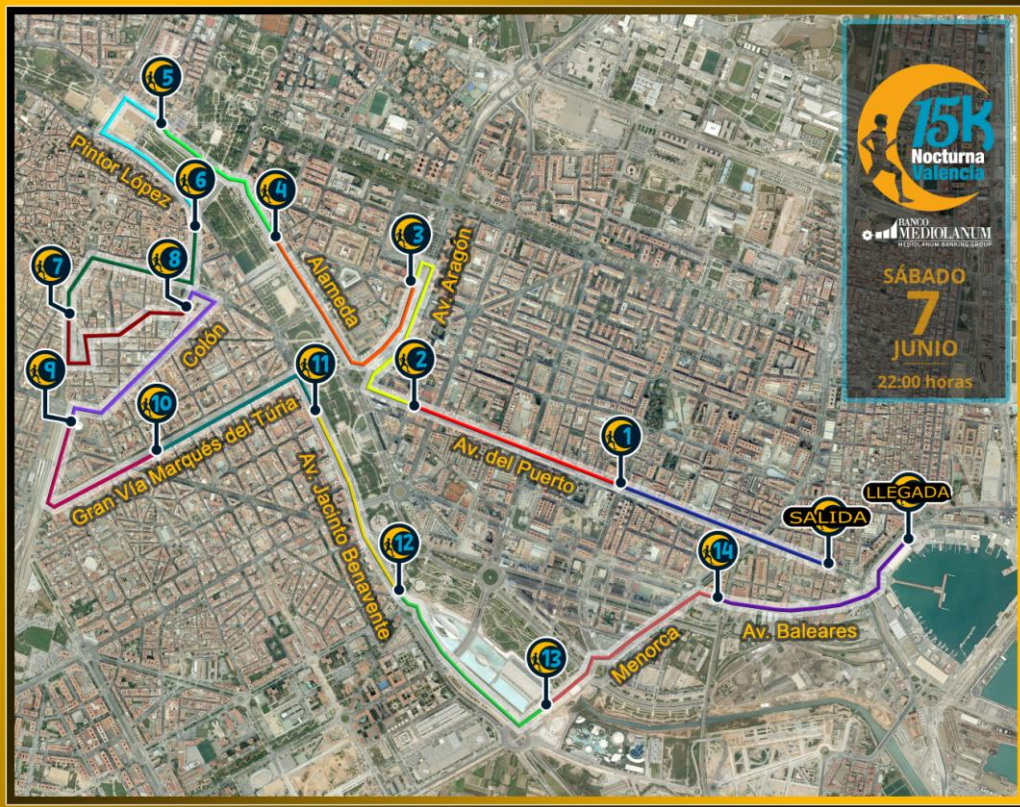 15K
Nocturna
Valencia
BANCO
MEDIOLANUM
MEDIOLANUM BANKING GROUP
SÁBADO
7
JUNIO
22:00 horas
5
Pintor López
6
4
3
Alameda
Av. Aragón
7
8
Colón
9
10
11
2
Gran Vía Marqués del Túria
Av. del Puerto
1
SALIDA
LLEGADA
Av. Jacinto Benavente
12
14
Av. Baleares
Menorca
13